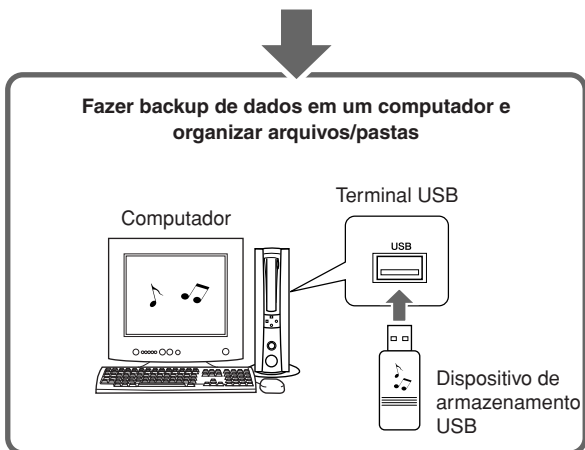 Fazer backup de dados em um computador e
organizar arquivos/pastas
Terminal USB
Computador
USB
Dispositivo de
armazenamento
USB